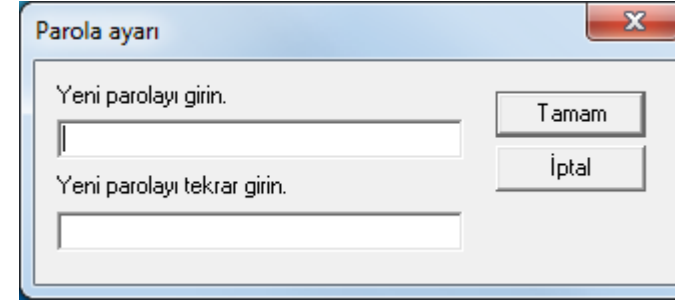 Parola ayarı
Yeni parolayı girin.
Tamam
İptal
Yeni parolayı tekrar girin.